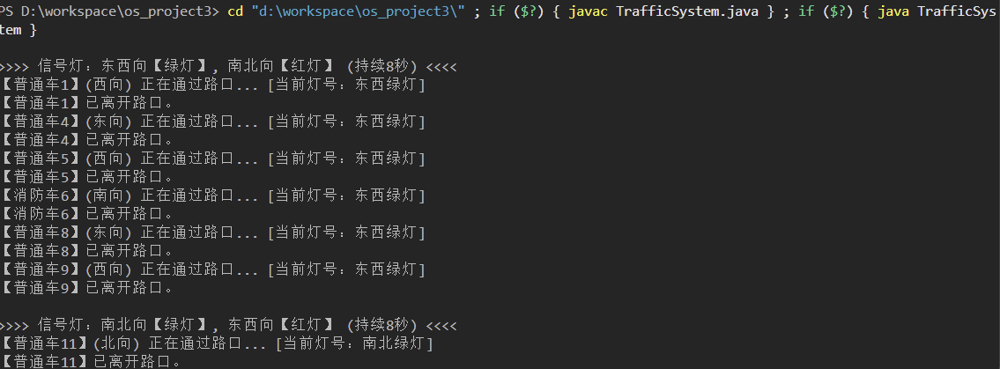 PS D:\workspace\os_project3> cd "d:\workspace\os_project3\" ; if ($?) { javac TrafficSystem.java } ; if ($?) { java TrafficSys
tem }
>>>> 信号灯: 东西向【绿灯】, 南北向【红灯】 (持续8秒) <<<<
【普通车1】(西向) 正在通过路口... [当前灯号: 东西绿灯]
【普通车1】已离开路口。
【普通车4】(东向) 正在通过路口... [当前灯号: 东西绿灯]
【普通车4】已离开路口。
【普通车5】(西向) 正在通过路口... [当前灯号: 东西绿灯]
【普通车5】已离开路口。
【消防车6】(南向) 正在通过路口... [当前灯号: 东西绿灯]
【消防车6】已离开路口。
【普通车8】(东向) 正在通过路口... [当前灯号: 东西绿灯]
【普通车8】已离开路口。
【普通车9】(西向) 正在通过路口... [当前灯号: 东西绿灯]
【普通车9】已离开路口。
>>>> 信号灯: 南北向【绿灯】, 东西向【红灯】 (持续8秒) <<<<
【普通车11】(北向) 正在通过路口... [当前灯号: 南北绿灯]
【普通车11】已离开路口。